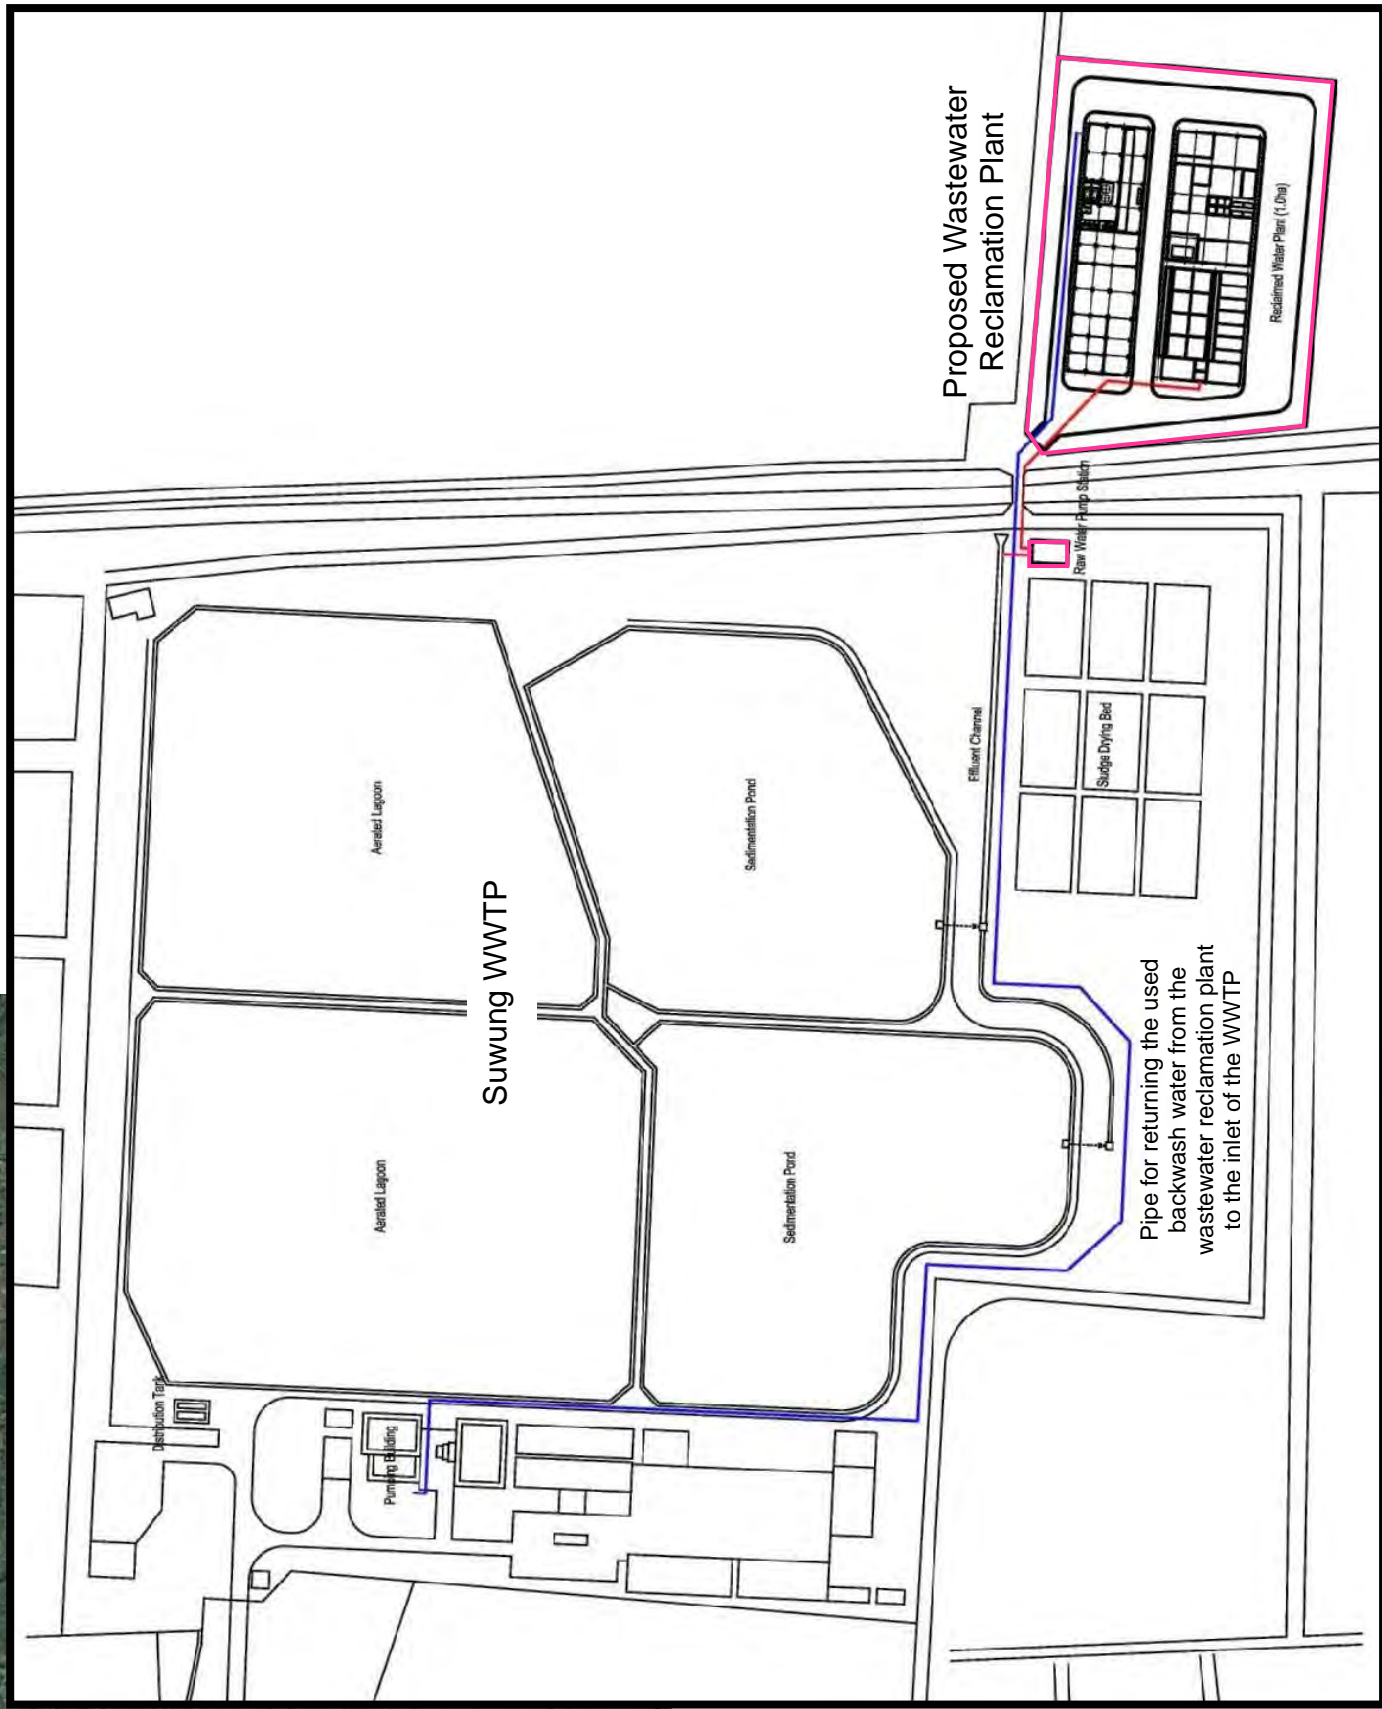 Proposed Wastewater
Reclamation Plant
Reclaimed Water Plant (1.0ha)
Raw Water Pump Station
Effluent Channel
Sludge Drying Bed
Aerated Lagoon
Sedimentation Pond
Suwung WWTP
Pipe for returning the used
backwash water from the
wastewater reclamation plant
to the inlet of the WWTP
Aerated Lagoon
Sedimentation Pond
Distribution Tank
Pumping Building